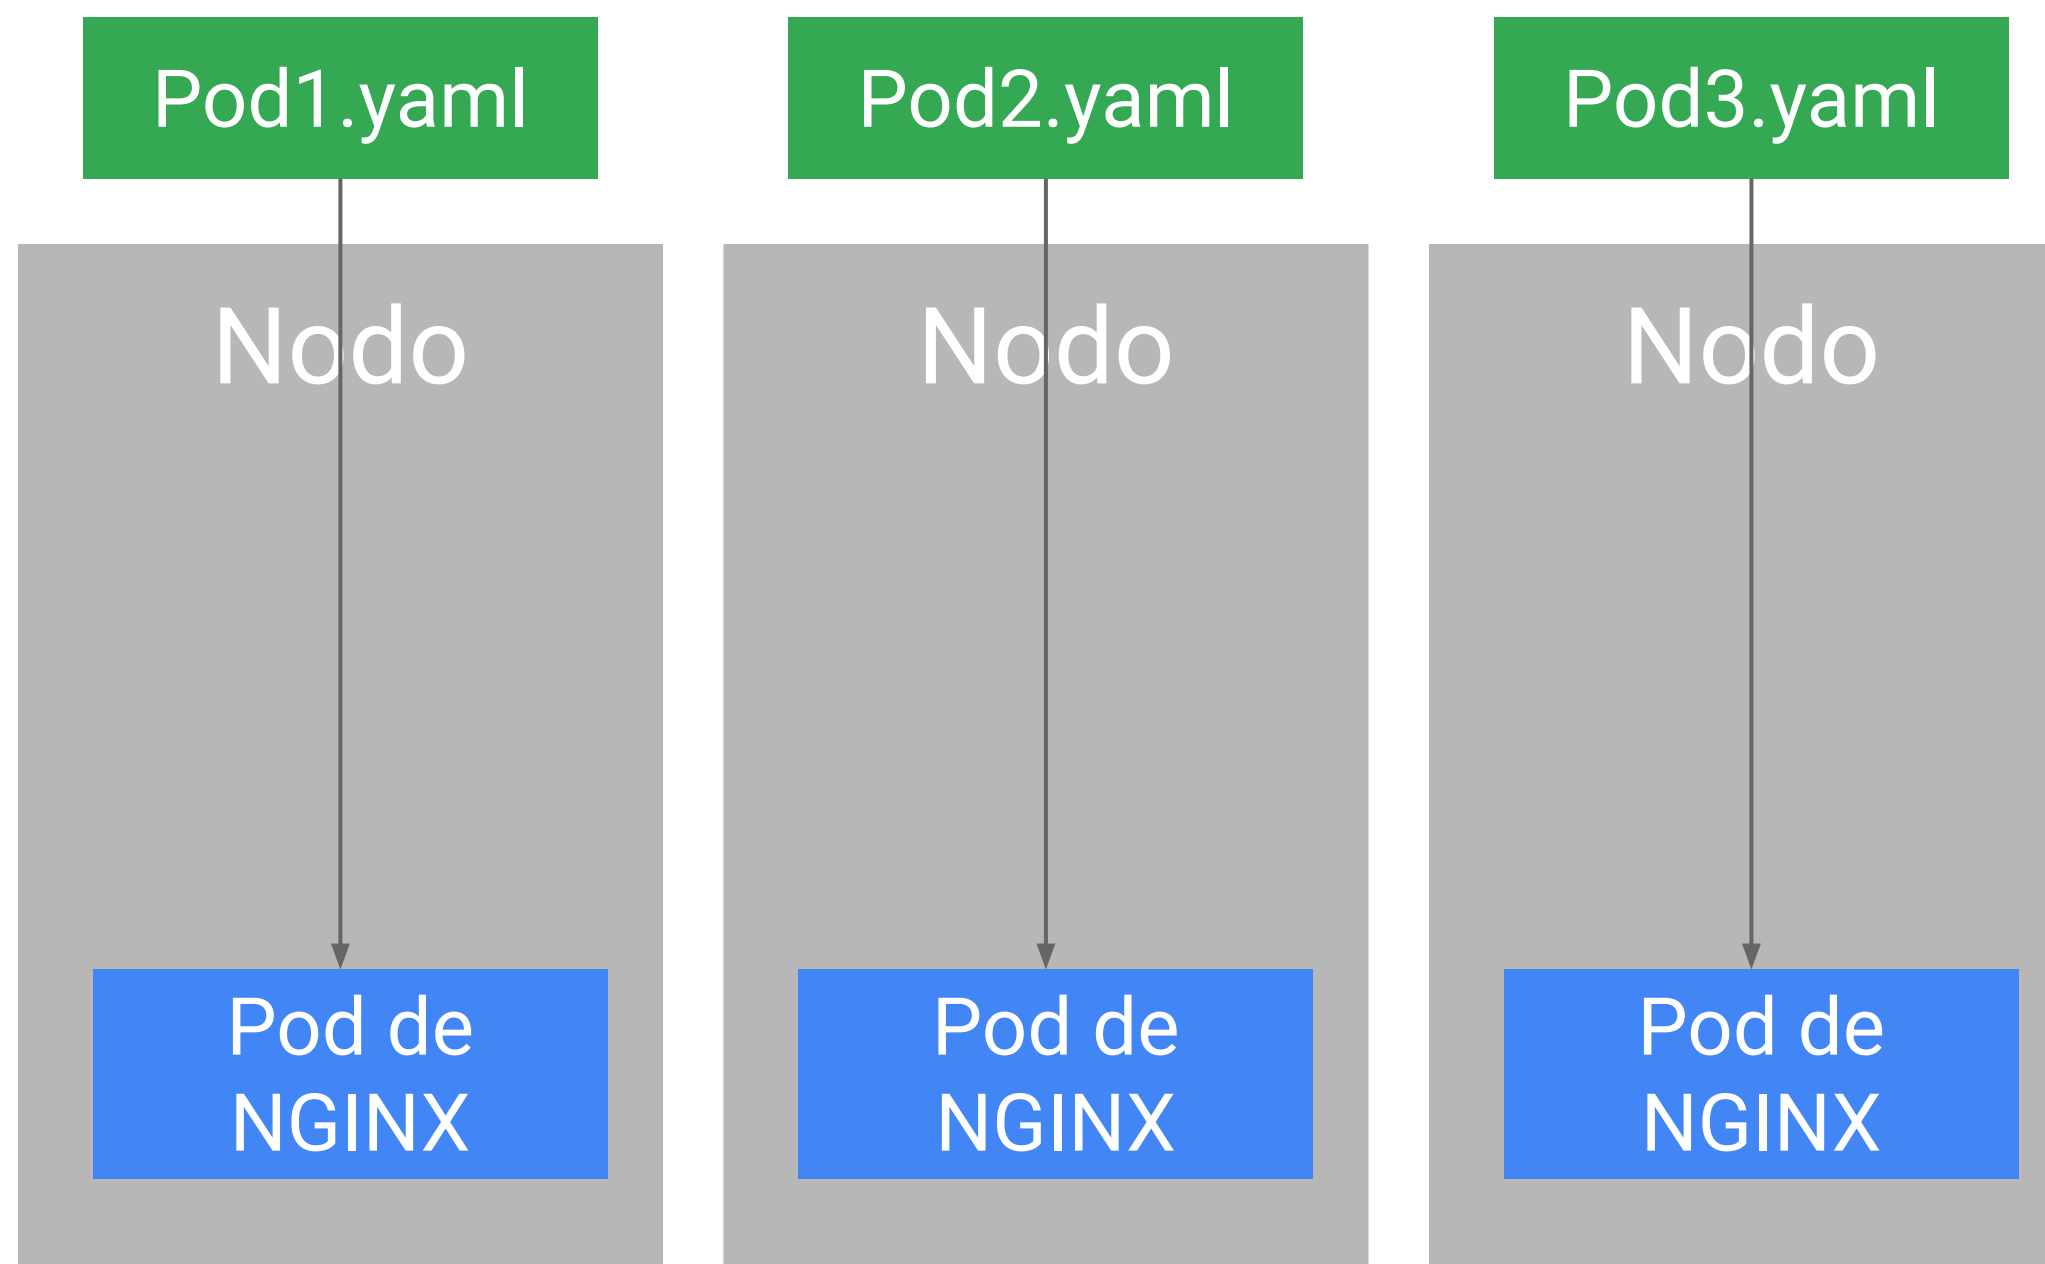 Pod1.yaml
Pod2.yaml
Pod3.yaml
Nodo
Nodo
Nodo
Pod de
NGINX
Pod de
NGINX
Pod de
NGINX